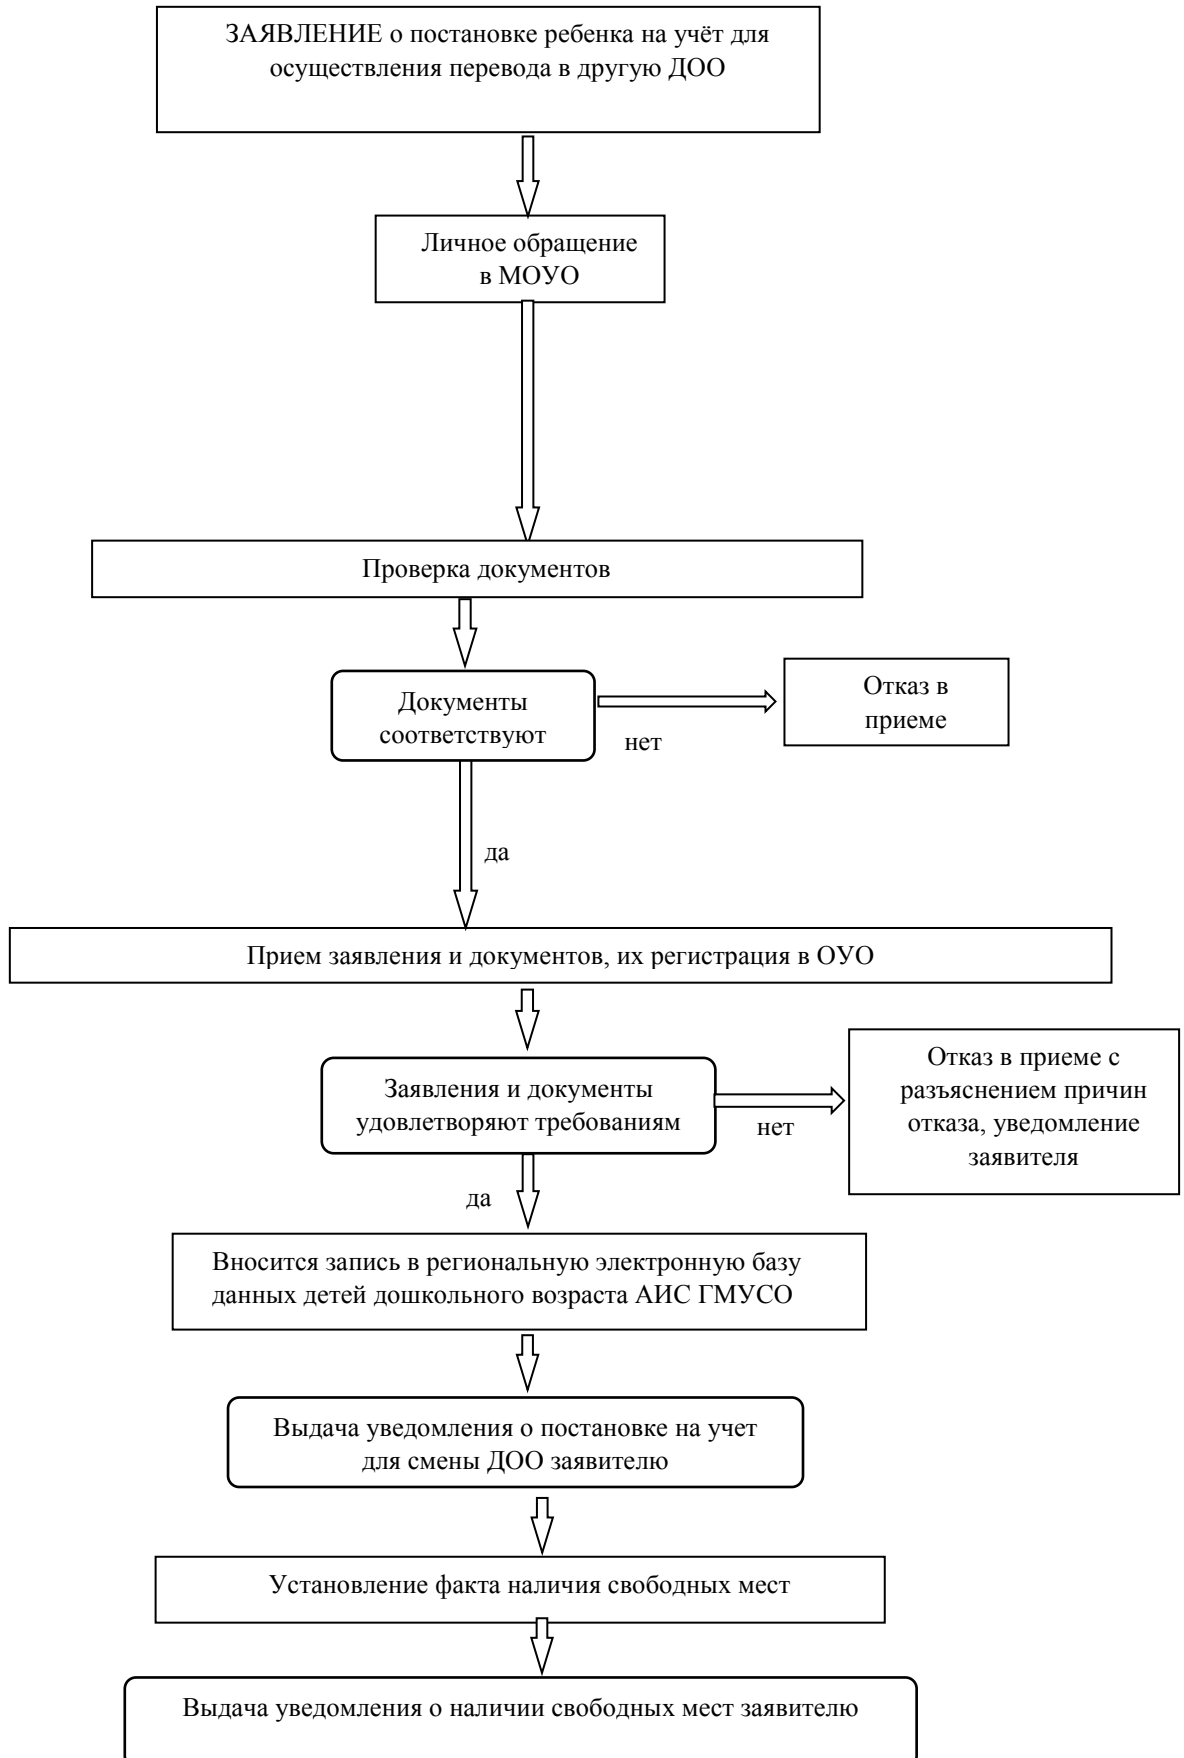 ЗАЯВЛЕНИЕ о постановке ребенка на учёт для
осуществления перевода в другую ДОО
Личное обращение
в МОУО
Проверка документов
Документы
соответствуют
нет
Отказ в
приеме
да
Прием заявления и документов, их регистрация в ОУО
Заявления и документы
удовлетворяют требованиям
нет
Отказ в приеме с
разъяснением причин
отказа, уведомление
заявителя
да
Вносится запись в региональную электронную базу
данных детей дошкольного возраста АИС ГМУСО
Выдача уведомления о постановке на учет
для смены ДОО заявителю
Установление факта наличия свободных мест
Выдача уведомления о наличии свободных мест заявителю